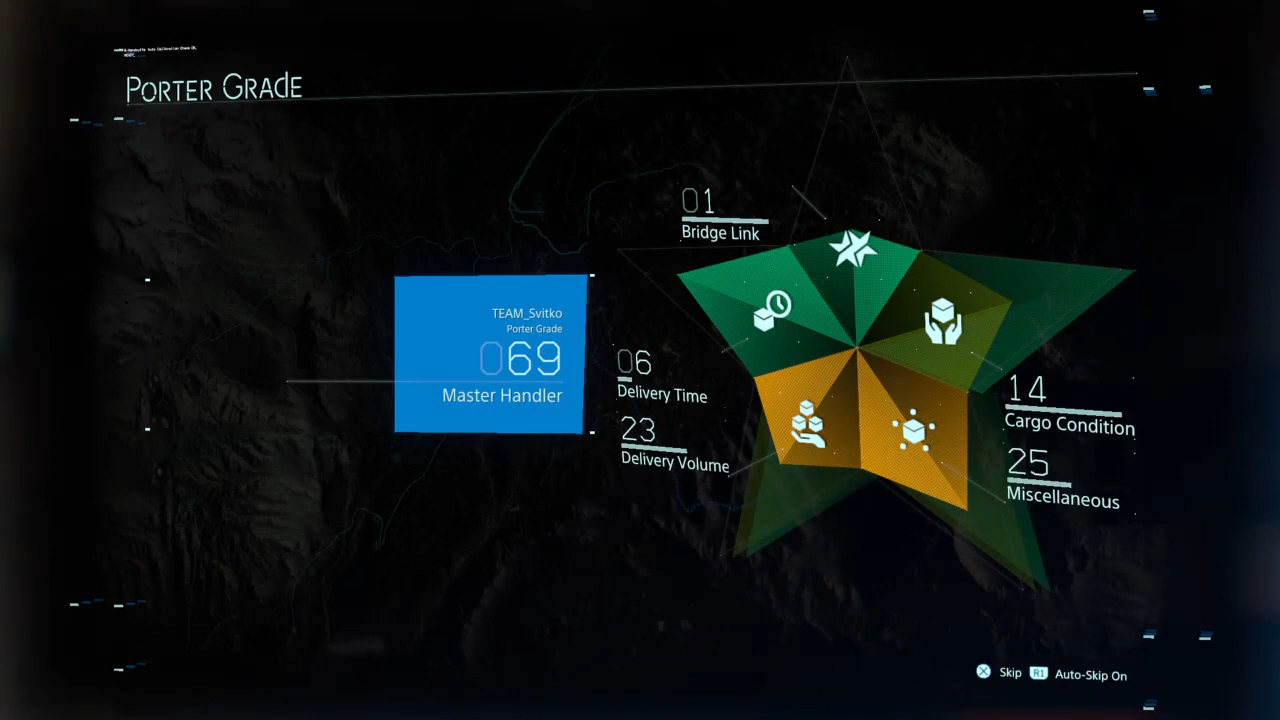 PORTER GRADE
01
Bridge Link
TEAM_Svitko
Porter Grade
069
Master Handler
06
Delivery Time
23
Delivery Volume
14
Cargo Condition
25
Miscellaneous
Skip R1 Auto-Skip On